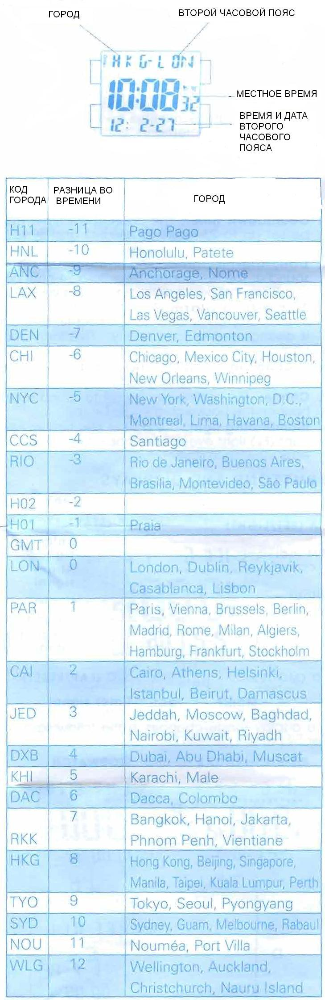 ГОРОД
ВТОРОЙ ЧАСОВОЙ ПОЯС
HKG-LON
10:08
32
12: 2-27
МЕСТНОЕ ВРЕМЯ
ВРЕМЯ И ДАТА
ВТОРОГО
ЧАСОВОГО
ПОЯСА
КОД
ГОРОДА
РАЗНИЦА ВО
ВРЕМЕНИ
ГОРОД
H11 -11 Pago Pago
HNL -10 Honolulu, Patete
ANC -9 Anchorage, Nome
LAX -8 Los Angeles, San Francisco,
Las Vegas, Vancouver, Seattle
DEN -7 Denver, Edmonton
CHI -6 Chicago, Mexico City, Houston,
New Orleans, Winnipeg
NYC -5 New York, Washington, D.C.,
Montreal, Lima, Havana, Boston
CCS -4 Santiago
RIO -3 Rio de Janeiro, Buenos Aires,
Brasilia, Montevideo, São Paulo
H02 -2
H01 -1 Praia
GMT 0
LON 0 London, Dublin, Reykjavik,
Casablanca, Lisbon
PAR 1 Paris, Vienna, Brussels, Berlin,
Madrid, Rome, Milan, Algiers,
Hamburg, Frankfurt, Stockholm
CAI 2 Cairo, Athens, Helsinki,
Istanbul, Beirut, Damascus
JED 3 Jeddah, Moscow, Baghdad,
Nairobi, Kuwait, Riyadh
DXB 4 Dubai, Abu Dhabi, Muscat
KHI 5 Karachi, Male
DAC 6 Dacca, Colombo
7 Bangkok, Hanoi, Jakarta,
RKK Phnom Penh, Vientiane
HKG 8 Hong Kong, Beijing, Singapore,
Manila, Taipei, Kuala Lumpur, Perth
TYO 9 Tokyo, Seoul, Pyongyang
SYD 10 Sydney, Guam, Melbourne, Rabaul
NOU 11 Nouméa, Port Villa
WLG 12 Wellington, Auckland,
Christchurch, Nauru Island